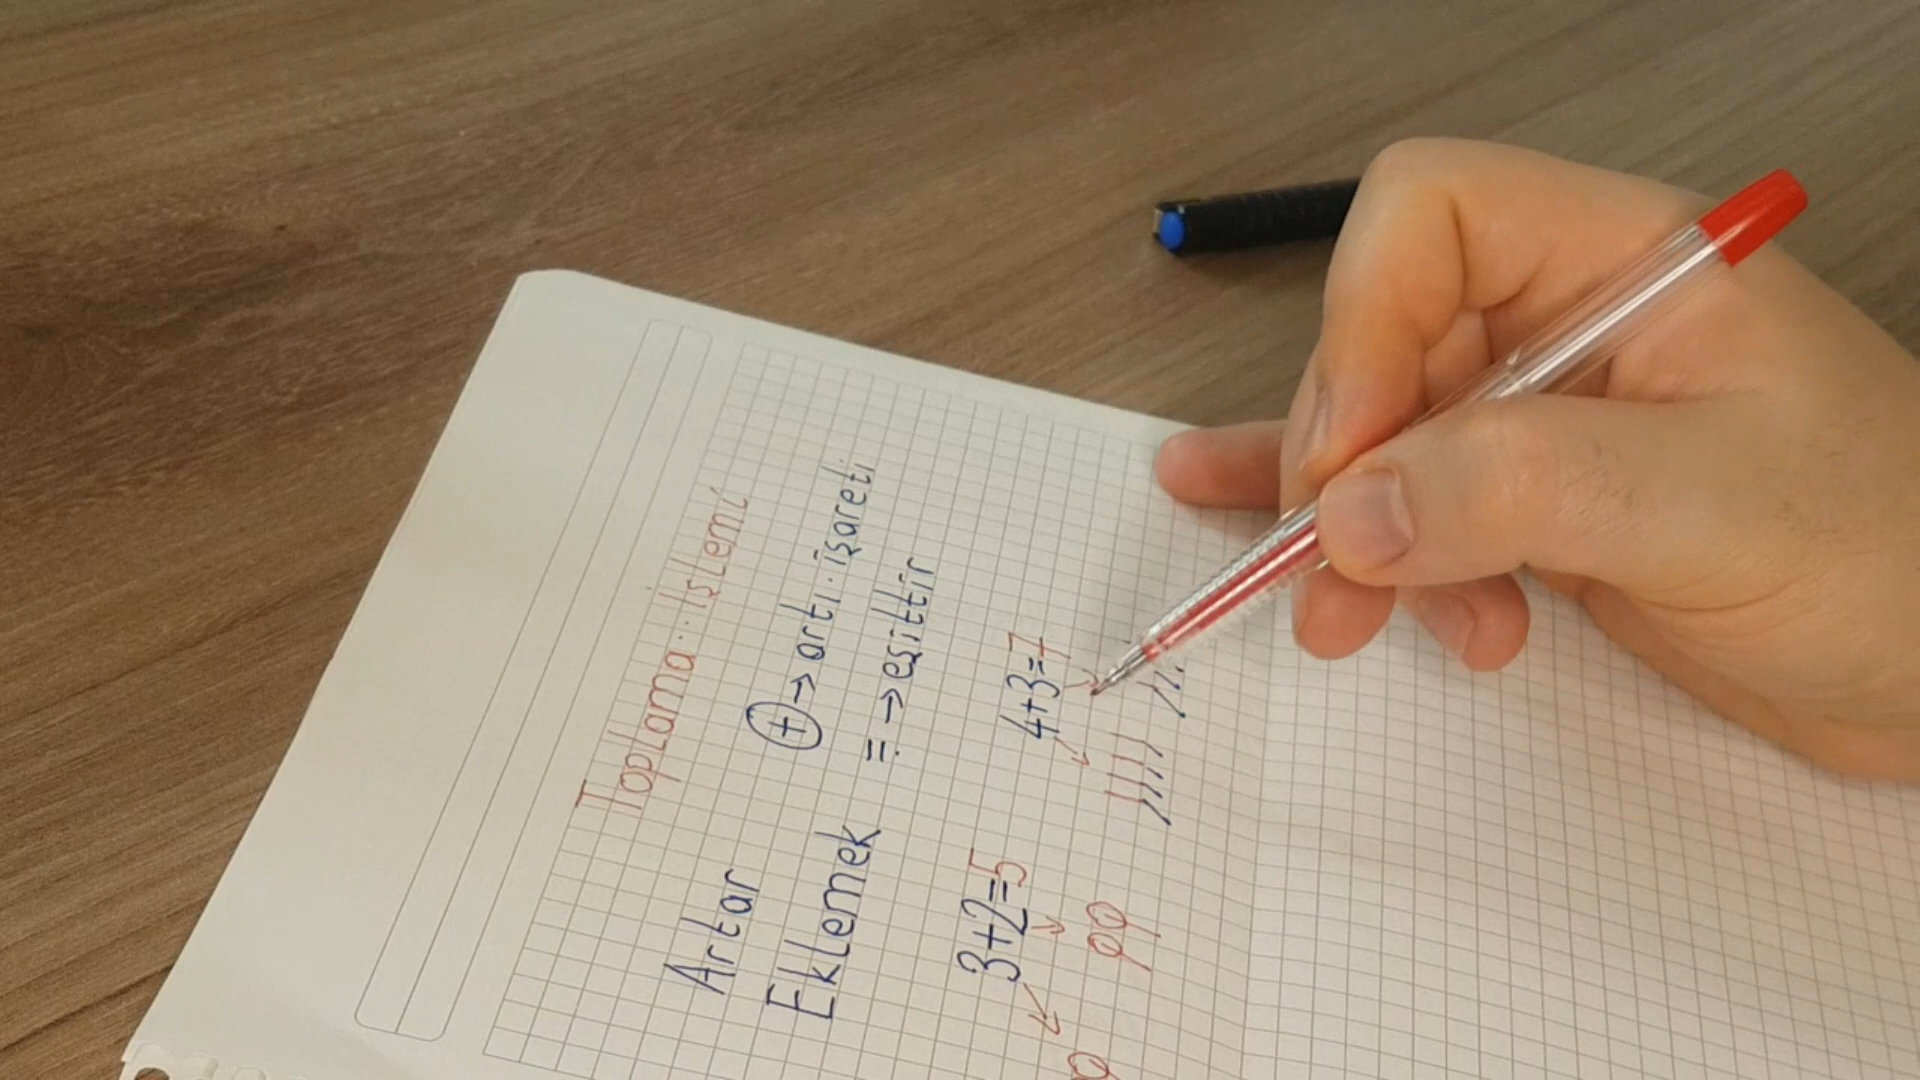 Toplama İşlemi
Artar + → artı işareti
Eklemek = → eşittir
3+2=5 4+3=7